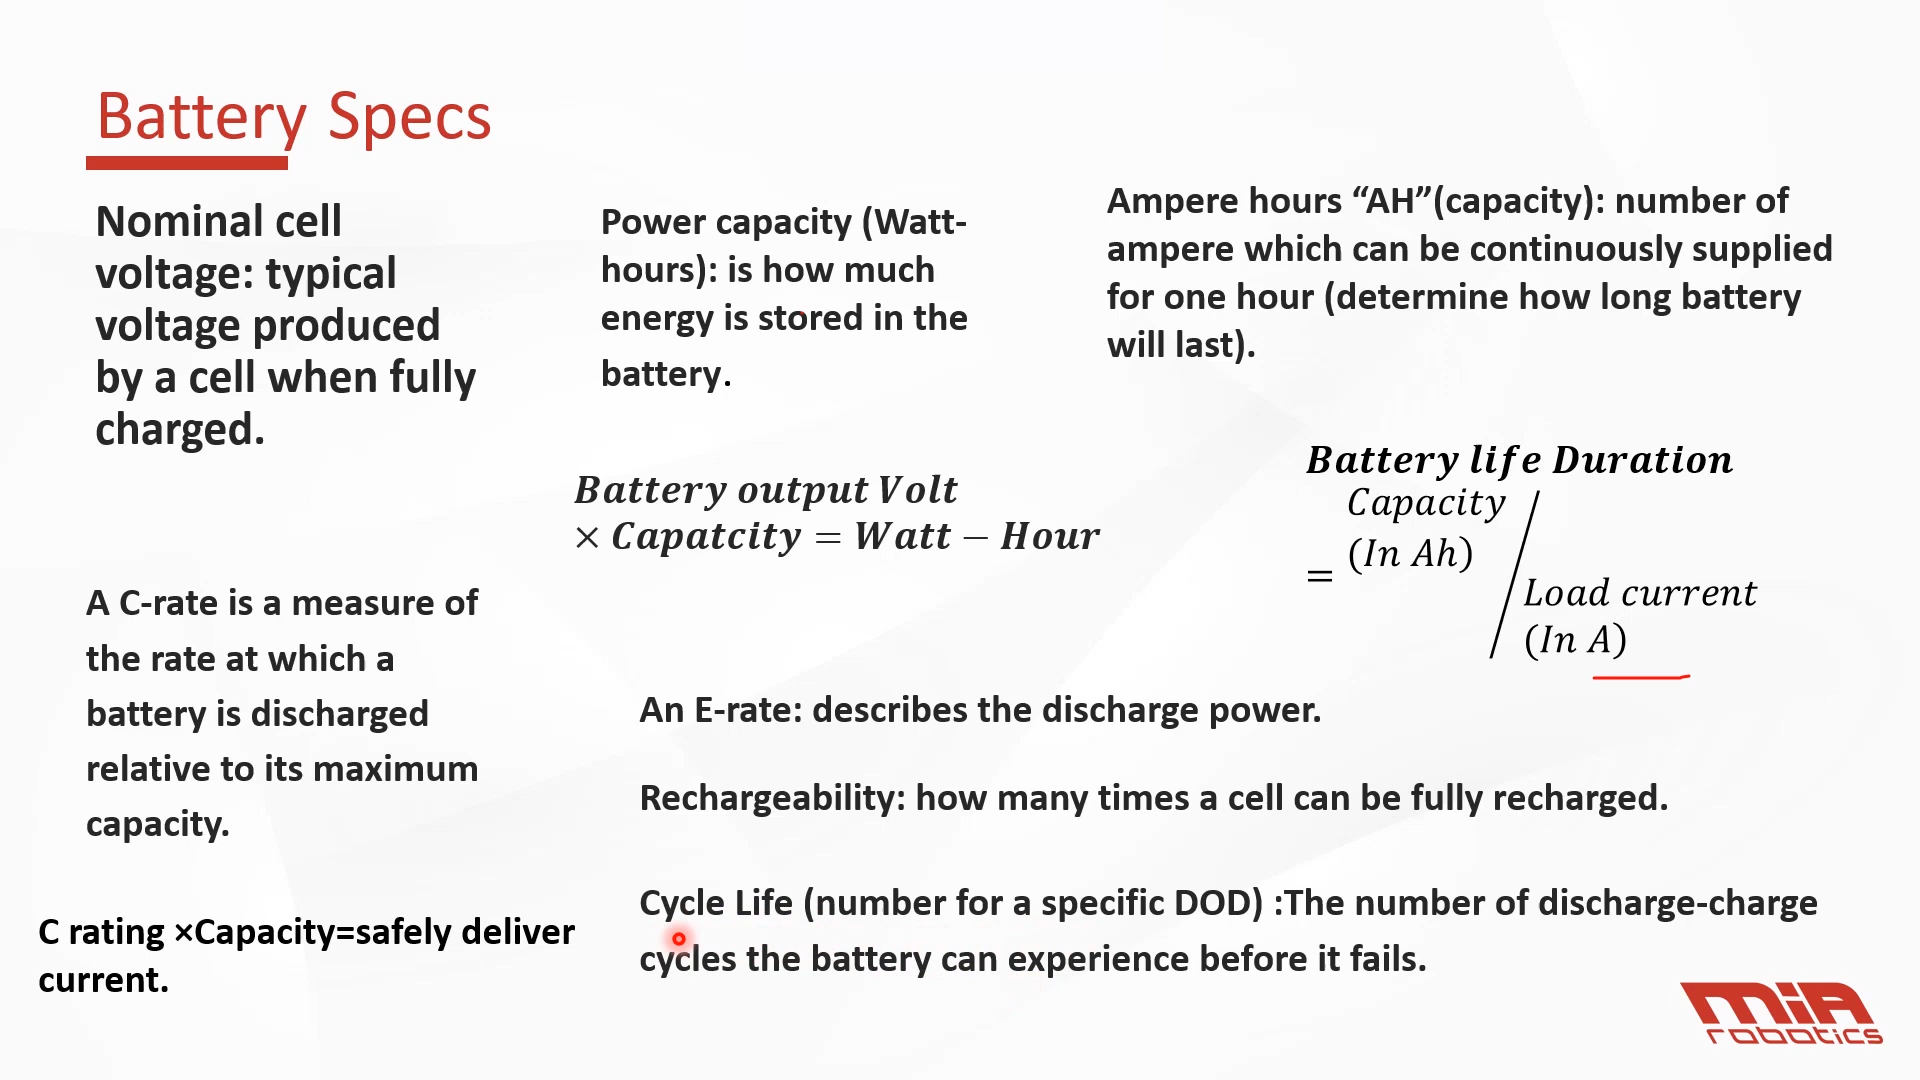 Battery Specs
Nominal cell
voltage: typical
voltage produced
by a cell when fully
charged.
Power capacity (Watt-
hours): is how much
energy is stored in the
battery.
Ampere hours “AH”(capacity): number of
ampere which can be continuously supplied
for one hour (determine how long battery
will last).
Battery output Volt
× Capatcity = Watt − Hour
Battery life Duration
= Capacity
(In Ah) /
Load current
(In A)
A C-rate is a measure of
the rate at which a
battery is discharged
relative to its maximum
capacity.
C rating ×Capacity=safely deliver
current.
An E-rate: describes the discharge power.
Rechargeability: how many times a cell can be fully recharged.
Cycle Life (number for a specific DOD) :The number of discharge-charge
cycles the battery can experience before it fails.
MiA
robotics